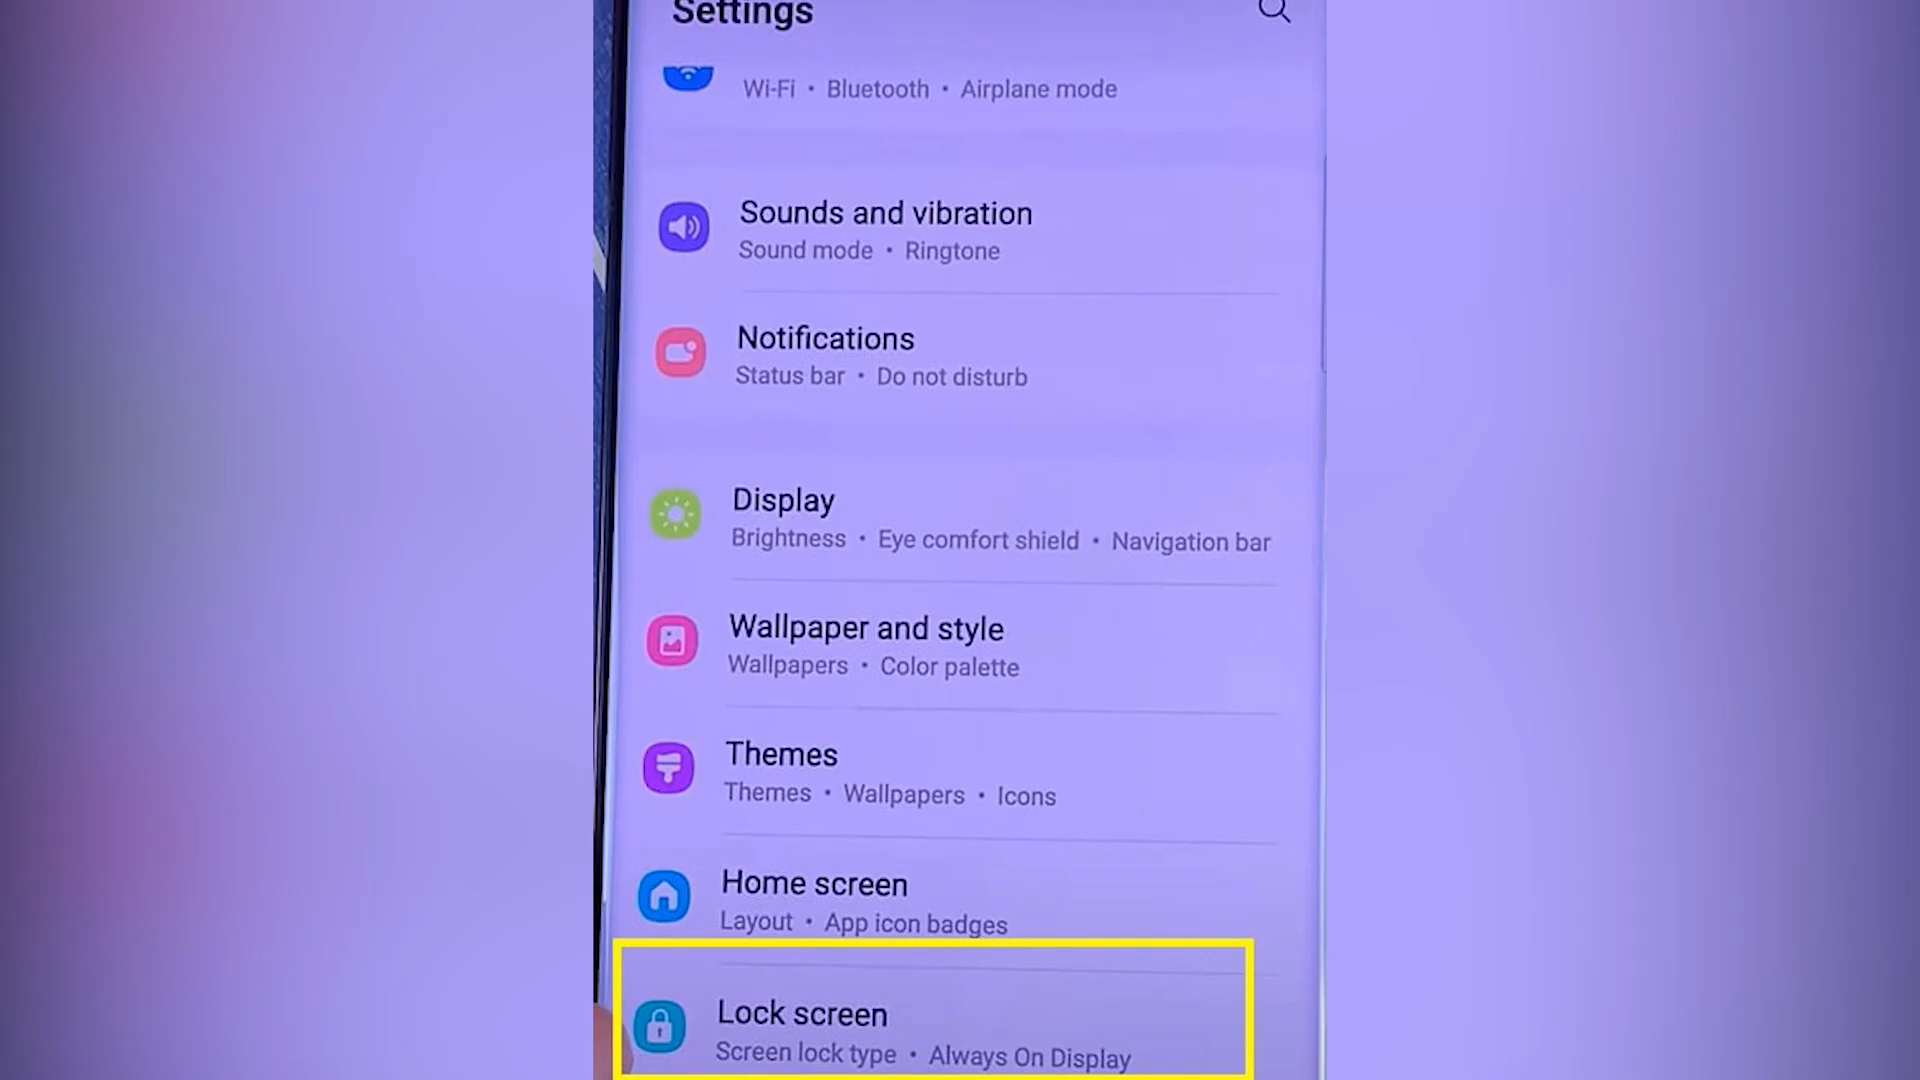 Settings
Wi-Fi • Bluetooth • Airplane mode
Sounds and vibration
Sound mode • Ringtone
Notifications
Status bar • Do not disturb
Display
Brightness • Eye comfort shield • Navigation bar
Wallpaper and style
Wallpapers • Color palette
Themes
Themes • Wallpapers • Icons
Home screen
Layout • App icon badges
Lock screen
Screen lock type • Always On Display